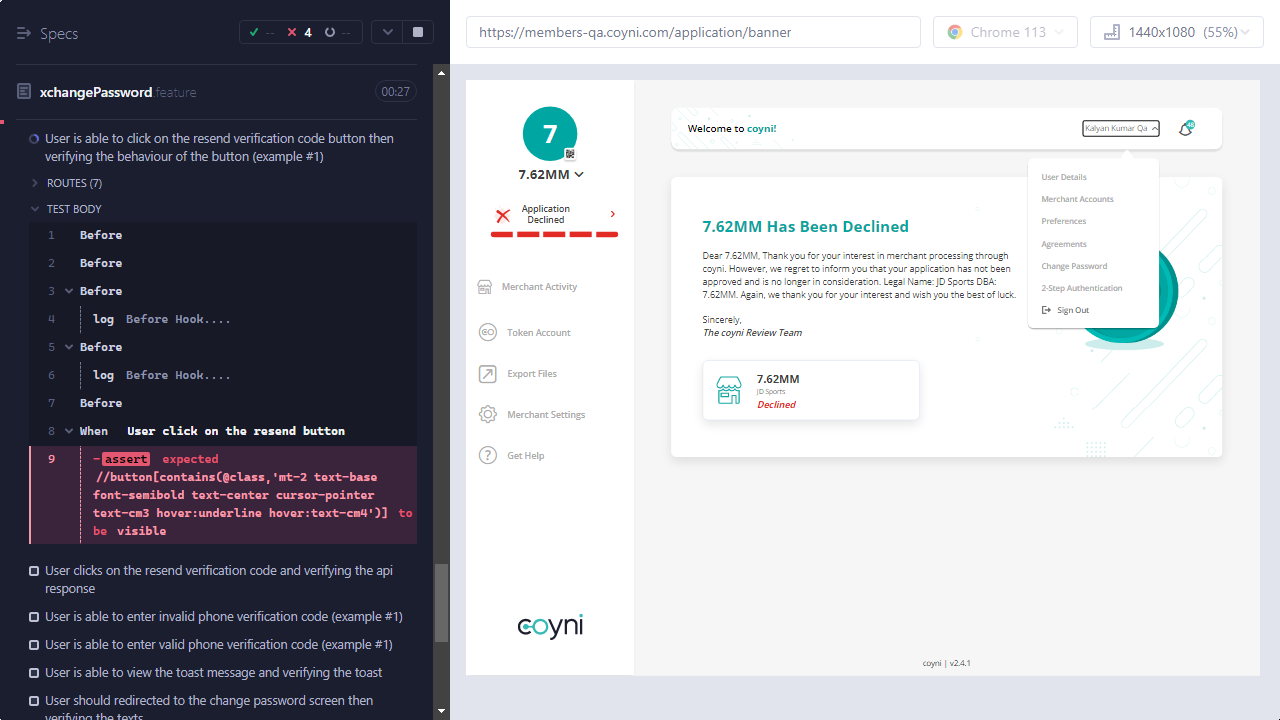 Specs
--
4
--
xchangePassword.feature
00:27
User is able to click on the resend verification code button then
verifying the behaviour of the button (example #1)
ROUTES (7)
TEST BODY
1 Before
2 Before
3 Before
4 log Before Hook....
5 Before
6 log Before Hook....
7 Before
8 When User click on the resend button
9 -assert expected
//button[contains(@class,'mt-2 text-base
font-semibold text-center cursor-pointer
text-cm3 hover:underline hover:text-cm4')] to
be visible
User clicks on the resend verification code and verifying the api
response
User is able to enter invalid phone verification code (example #1)
User is able to enter valid phone verification code (example #1)
User is able to view the toast message and verifying the toast
User should redirected to the change password screen then
verifying the texts
https://members-qa.coyni.com/application/banner
Chrome 113
1440x1080 (55%)
7
7.62MM
Application
Declined
Merchant Activity
Token Account
Export Files
Merchant Settings
Get Help
coyni
Welcome to coyni!
Kalyan Kumar Qa
User Details
Merchant Accounts
Preferences
Agreements
Change Password
2-Step Authentication
Sign Out
7.62MM Has Been Declined
Dear 7.62MM, Thank you for your interest in merchant processing through
coyni. However, we regret to inform you that your application has not been
approved and is no longer in consideration. Legal Name: JD Sports DBA:
7.62MM. Again, we thank you for your interest and wish you the best of luck.
Sincerely,
The coyni Review Team
7.62MM
JD Sports
Declined
coyni | v2.4.1